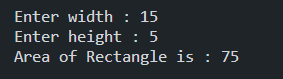 Enter width : 15
Enter height : 5
Area of Rectangle is : 75